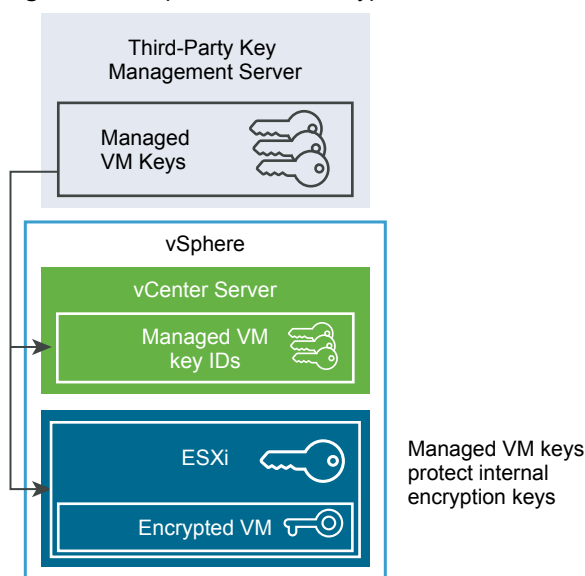 Third-Party Key
Management Server
Managed
VM Keys
vSphere
vCenter Server
Managed VM
key IDs
ESXi
Encrypted VM
Managed VM keys
protect internal
encryption keys